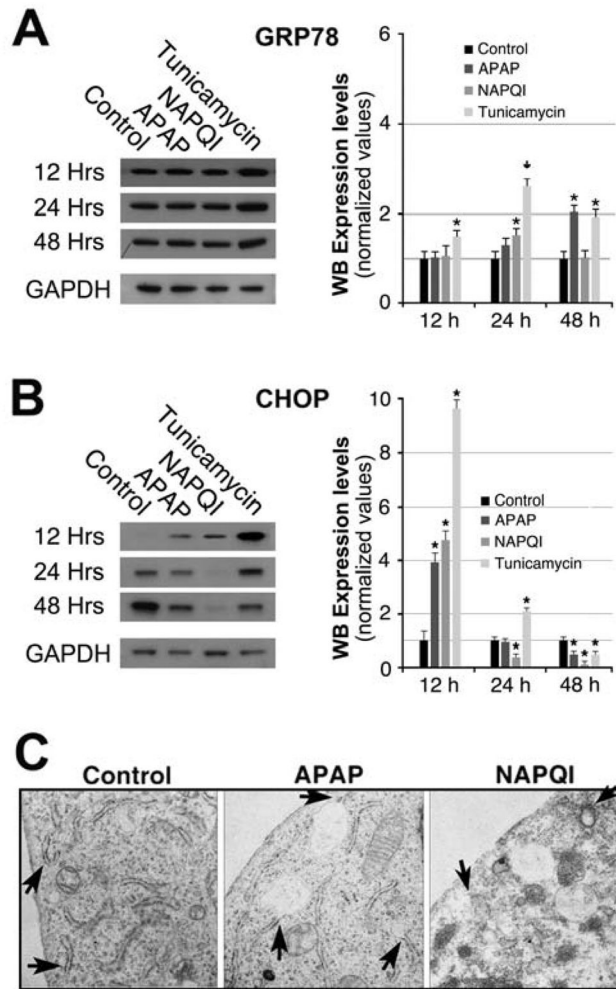 A
GRP78
Control
APAP
NAPQI
Tunicamycin
12 Hrs
24 Hrs
48 Hrs
GAPDH
WB Expression levels
(normalized values)
6
4
2
1
0
Control
APAP
NAPQI
Tunicamycin
*
*
*
*
*
12 h
24 h
48 h
B
CHOP
Control
APAP
NAPQI
Tunicamycin
12 Hrs
24 Hrs
48 Hrs
GAPDH
WB Expression levels
(normalized values)
10
8
6
4
2
1
0
Control
APAP
NAPQI
Tunicamycin
*
*
*
*
*
*
*
*
12 h
24 h
48 h
C
Control
APAP
NAPQI